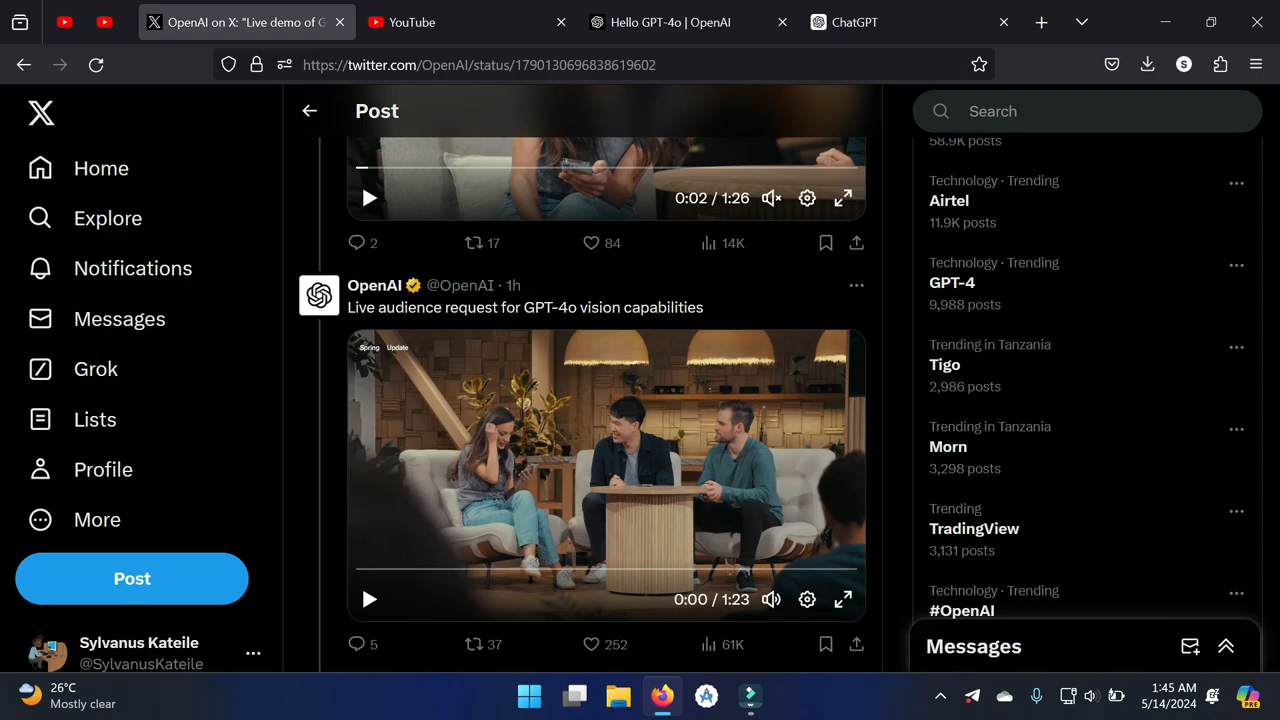 OpenAI on X: "Live demo of G
YouTube
Hello GPT-4o | OpenAI
ChatGPT
https://twitter.com/OpenAI/status/1790130696838619602
S
Home
Explore
Notifications
Messages
Grok
Lists
Profile
More
Post
Sylvanus Kateile
@SylvanusKateile
Post
0:02 / 1:26
2
17
84
14K
OpenAI @OpenAI · 1h
Live audience request for GPT-4o vision capabilities
Spring Update
0:00 / 1:23
5
37
252
61K
Search
58.9K posts
Technology · Trending
Airtel
11.9K posts
Technology · Trending
GPT-4
9,988 posts
Trending in Tanzania
Tigo
2,986 posts
Trending in Tanzania
Morn
3,298 posts
Trending
TradingView
3,131 posts
Technology · Trending
#OpenAI
Messages
26°C
Mostly clear
1:45 AM
5/14/2024
PRE